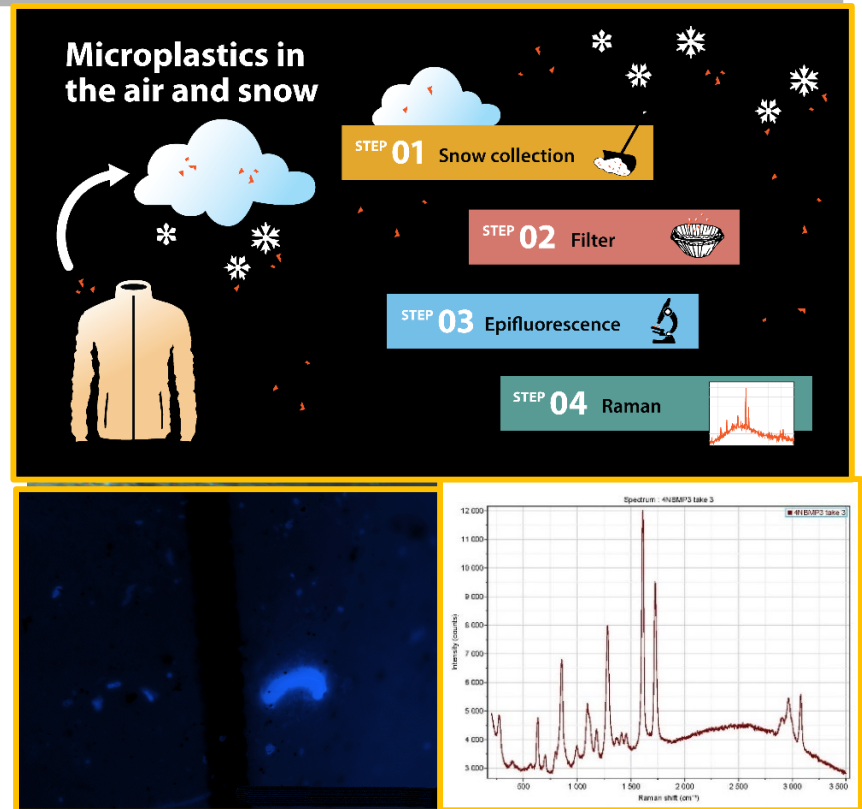 Microplastics in
the air and snow
STEP 01 Snow collection
STEP 02 Filter
STEP 03 Epifluorescence
STEP 04 Raman
Spectrum : 4NBMP3 take 3
4NBMP3 take 3
12 000
11 000
10 000
9 000
8 000
7 000
6 000
5 000
4 000
3 000
Intensity (counts)
500 1 000 1 500 2 000 2 500 3 000 3 500
Raman shift (cm⁻¹)